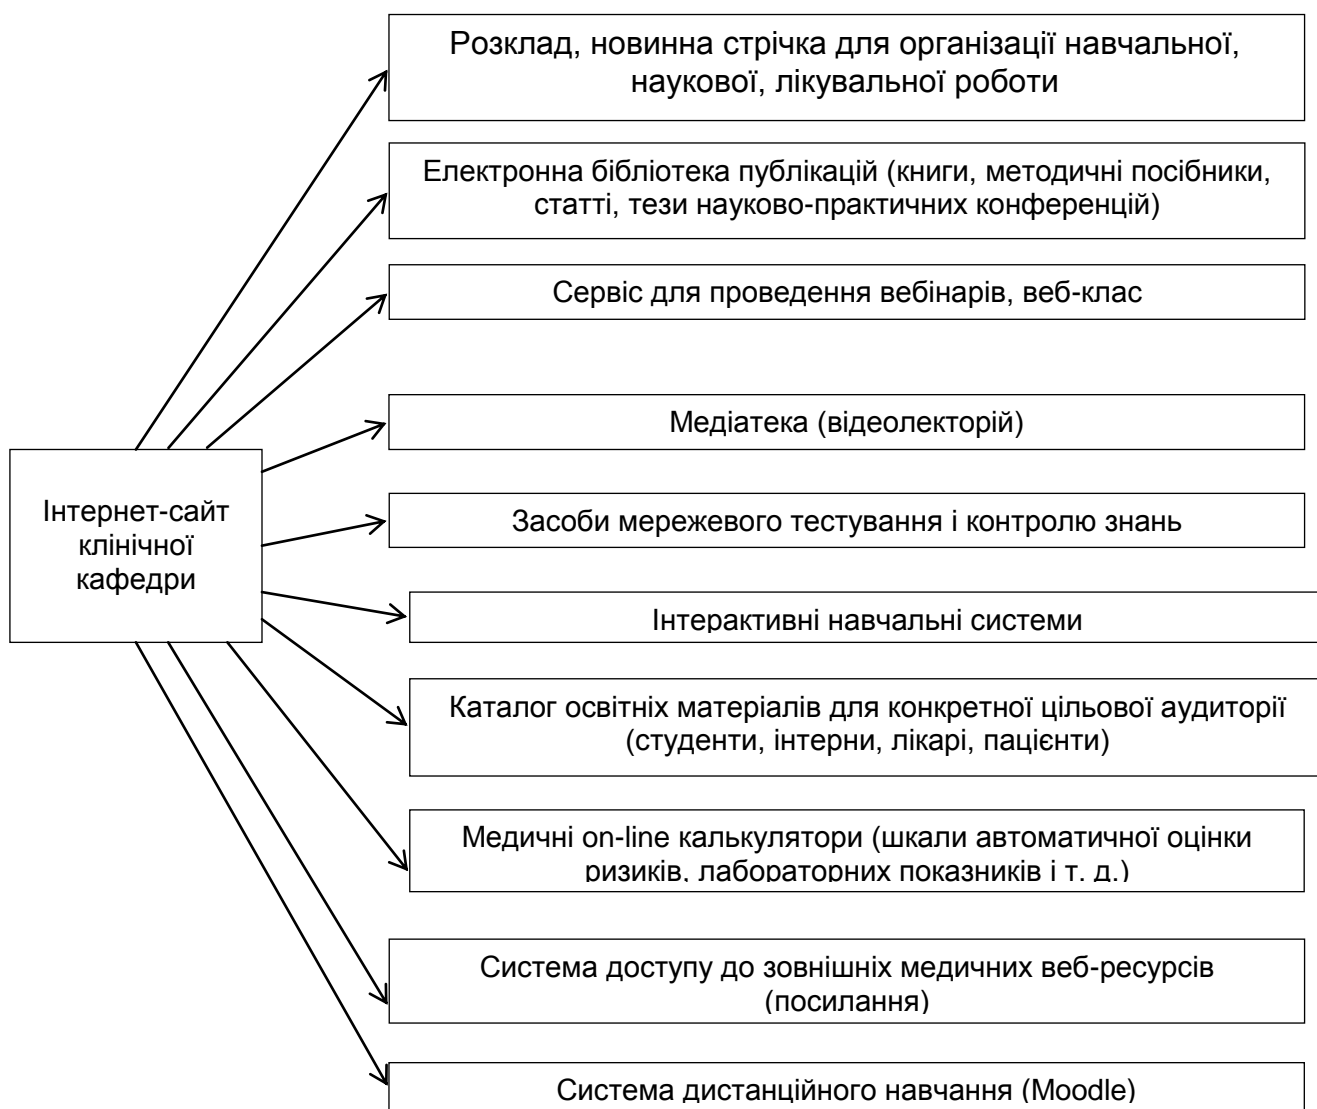 Розклад, новинна стрічка для організації навчальної,
наукової, лікувальної роботи
Електронна бібліотека публікацій (книги, методичні посібники,
статті, тези науково-практичних конференцій)
Сервіс для проведення вебінарів, веб-клас
Медіатека (відеолекторій)
Інтернет-сайт
клінічної
кафедри
Засоби мережевого тестування і контролю знань
Інтерактивні навчальні системи
Каталог освітніх матеріалів для конкретної цільової аудиторії
(студенти, інтерни, лікарі, пацієнти)
Медичні on-line калькулятори (шкали автоматичної оцінки
ризиків, лабораторних показників і т. д.)
Система доступу до зовнішніх медичних веб-ресурсів
(посилання)
Система дистанційного навчання (Moodle)